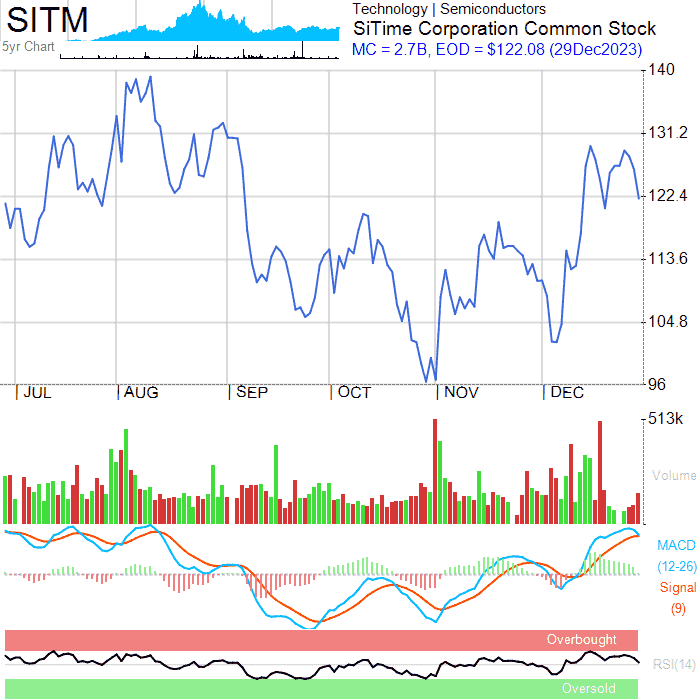 SITM
5yr Chart
Technology | Semiconductors
SiTime Corporation Common Stock
MC = 2.7B, EOD = $122.08 (29Dec2023)
140
131.2
122.4
113.6
104.8
96
JUL AUG SEP OCT NOV DEC
513k
Volume
MACD
(12-26)
Signal
(9)
Overbought
RSI(14)
Oversold